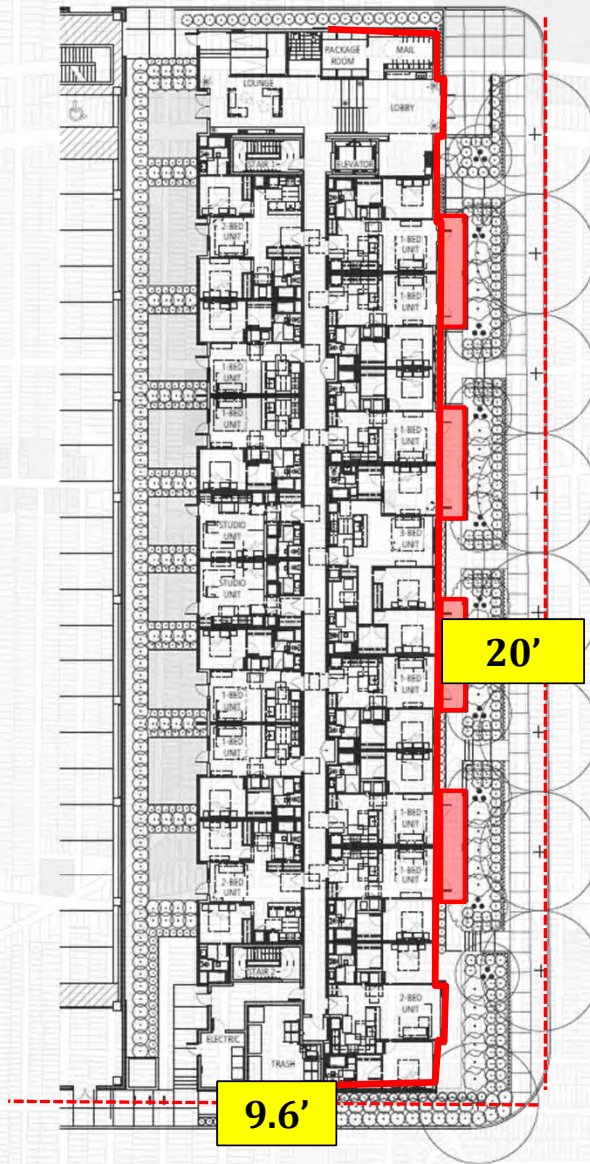 PACKAGE
ROOM
MAIL
LOUNGE
LOBBY
STAIR 1
ELEVATOR
2-BED
UNIT
1-BED
UNIT
1-BED
UNIT
1-BED
UNIT
1-BED
UNIT
1-BED
UNIT
STUDIO
UNIT
3-BED
UNIT
STUDIO
UNIT
20’
1-BED
UNIT
1-BED
UNIT
1-BED
UNIT
1-BED
UNIT
1-BED
UNIT
2-BED
UNIT
STAIR 2
2-BED
UNIT
ELECTRIC
TRASH
9.6’